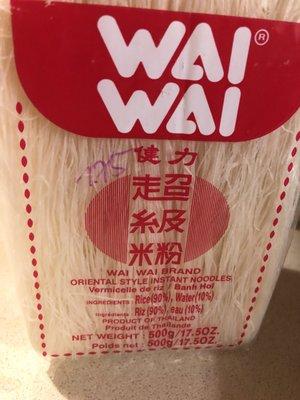 WAI
WAI®
健力
超
級
米粉
WAI WAI BRAND
ORIENTAL STYLE INSTANT NOODLES
Vermicelle de riz / Banh Hoi
INGREDIENTS: Rice(90%), Water(10%)
Ingrédients: Riz (90%), eau (10%)
PRODUCT OF THAILAND
Produit de Thaïlande
NET WEIGHT: 500g/17.5OZ.
Poids net: 500g/17.5OZ.